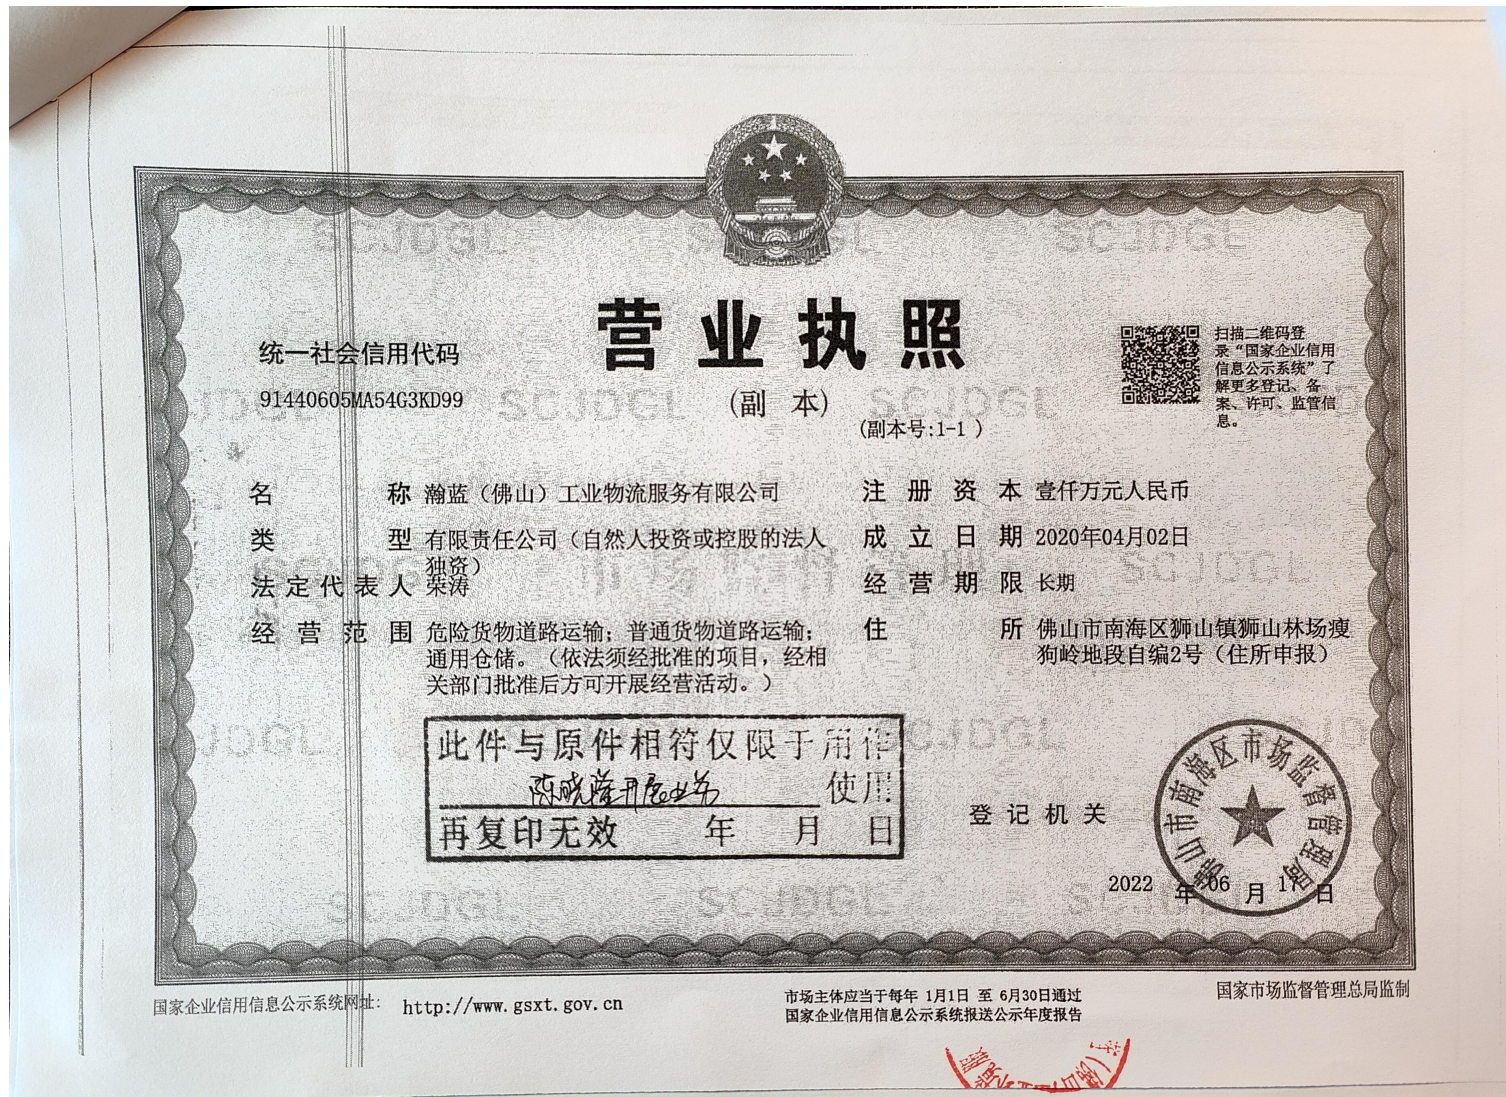 营业执照
(副 本)
(副本号:1-1 )
统一社会信用代码
91440605MA54G3KD99
扫描二维码登
录“国家企业信用
信息公示系统”了
解更多登记、备
案、许可、监管信
息。
名 称 瀚蓝（佛山）工业物流服务有限公司
类 型 有限责任公司（自然人投资或控股的法人
独资）
法定代表人 荣涛
经营范围 危险货物道路运输；普通货物道路运输；
通用仓储。（依法须经批准的项目，经相
关部门批准后方可开展经营活动。）
注册资本 壹仟万元人民币
成立日期 2020年04月02日
经营期限 长期
住 所 佛山市南海区狮山镇狮山林场瘦
狗岭地段自编2号（住所申报）
此件与原件相符仅限于用作
陈晓莹开展业务 使用
再复印无效 年 月 日
登记机关
佛山市南海区市场监督管理局
2022 年 06 月 17 日
国家企业信用信息公示系统网址: http://www.gsxt.gov.cn
市场主体应当于每年 1月1日 至 6月30日通过
国家企业信用信息公示系统报送公示年度报告
国家市场监督管理总局监制
SCJDGL